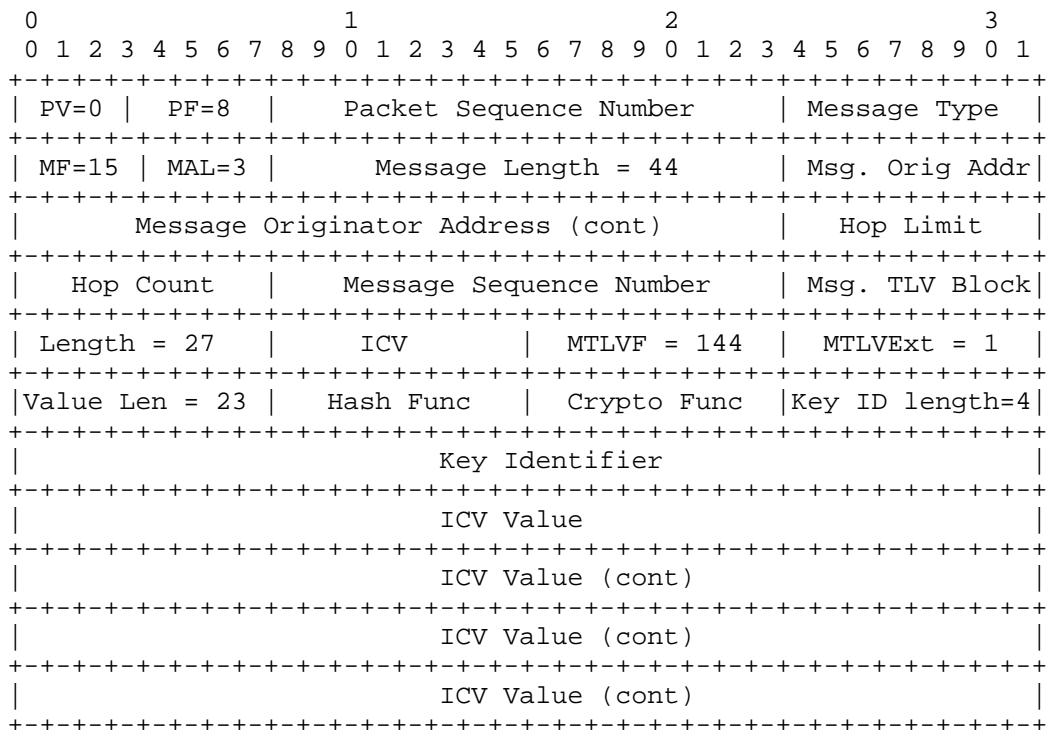 0                   1                   2                   3
 0 1 2 3 4 5 6 7 8 9 0 1 2 3 4 5 6 7 8 9 0 1 2 3 4 5 6 7 8 9 0 1
+-+-+-+-+-+-+-+-+-+-+-+-+-+-+-+-+-+-+-+-+-+-+-+-+-+-+-+-+-+-+-+-+
| PV=0 |  PF=8  |    Packet Sequence Number     | Message Type  |
+-+-+-+-+-+-+-+-+-+-+-+-+-+-+-+-+-+-+-+-+-+-+-+-+-+-+-+-+-+-+-+-+
| MF=15 | MAL=3 |      Message Length = 44      | Msg. Orig Addr|
+-+-+-+-+-+-+-+-+-+-+-+-+-+-+-+-+-+-+-+-+-+-+-+-+-+-+-+-+-+-+-+-+
|       Message Originator Address (cont)       |   Hop Limit   |
+-+-+-+-+-+-+-+-+-+-+-+-+-+-+-+-+-+-+-+-+-+-+-+-+-+-+-+-+-+-+-+-+
|   Hop Count   |    Message Sequence Number    | Msg. TLV Block|
+-+-+-+-+-+-+-+-+-+-+-+-+-+-+-+-+-+-+-+-+-+-+-+-+-+-+-+-+-+-+-+-+
| Length = 27   |     ICV       |  MTLVF = 144  |  MTLVExt = 1  |
+-+-+-+-+-+-+-+-+-+-+-+-+-+-+-+-+-+-+-+-+-+-+-+-+-+-+-+-+-+-+-+-+
|Value Len = 23 |   Hash Func   |  Crypto Func  |Key ID length=4|
+-+-+-+-+-+-+-+-+-+-+-+-+-+-+-+-+-+-+-+-+-+-+-+-+-+-+-+-+-+-+-+-+
|                          Key Identifier                       |
+-+-+-+-+-+-+-+-+-+-+-+-+-+-+-+-+-+-+-+-+-+-+-+-+-+-+-+-+-+-+-+-+
|                          ICV Value                            |
+-+-+-+-+-+-+-+-+-+-+-+-+-+-+-+-+-+-+-+-+-+-+-+-+-+-+-+-+-+-+-+-+
|                          ICV Value (cont)                     |
+-+-+-+-+-+-+-+-+-+-+-+-+-+-+-+-+-+-+-+-+-+-+-+-+-+-+-+-+-+-+-+-+
|                          ICV Value (cont)                     |
+-+-+-+-+-+-+-+-+-+-+-+-+-+-+-+-+-+-+-+-+-+-+-+-+-+-+-+-+-+-+-+-+
|                          ICV Value (cont)                     |
+-+-+-+-+-+-+-+-+-+-+-+-+-+-+-+-+-+-+-+-+-+-+-+-+-+-+-+-+-+-+-+-+